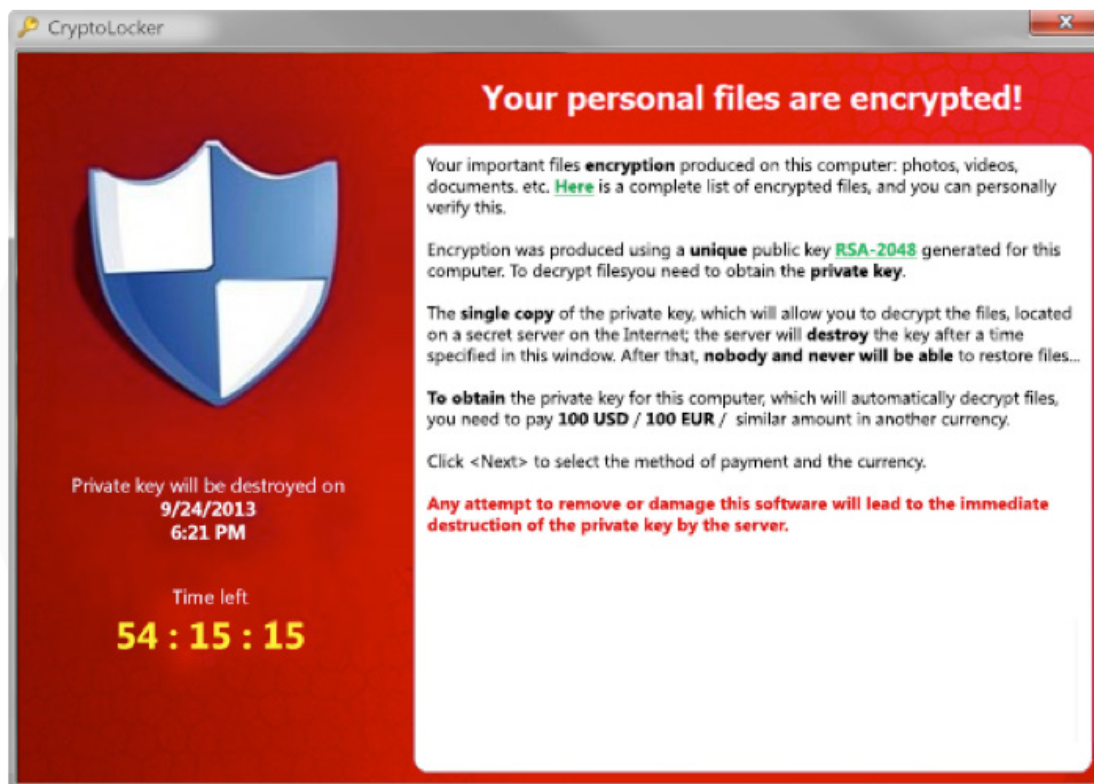 CryptoLocker
Your personal files are encrypted!
Your important files encryption produced on this computer: photos, videos,
documents. etc. Here is a complete list of encrypted files, and you can personally
verify this.
Encryption was produced using a unique public key RSA-2048 generated for this
computer. To decrypt filesyou need to obtain the private key.
The single copy of the private key, which will allow you to decrypt the files, located
on a secret server on the Internet; the server will destroy the key after a time
specified in this window. After that, nobody and never will be able to restore files...
To obtain the private key for this computer, which will automatically decrypt files,
you need to pay 100 USD / 100 EUR / similar amount in another currency.
Click <Next> to select the method of payment and the currency.
Any attempt to remove or damage this software will lead to the immediate
destruction of the private key by the server.
Private key will be destroyed on
9/24/2013
6:21 PM
Time left
54 : 15 : 15